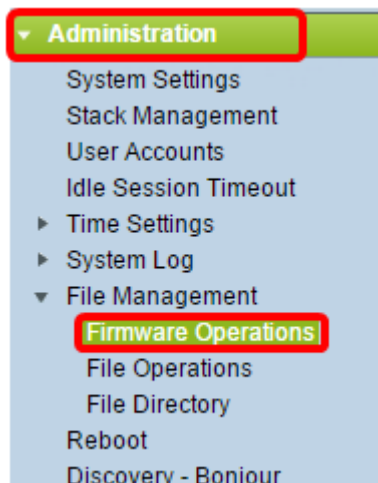 Administration
System Settings
Stack Management
User Accounts
Idle Session Timeout
Time Settings
System Log
File Management
Firmware Operations
File Operations
File Directory
Reboot
Discovery - Bonjour